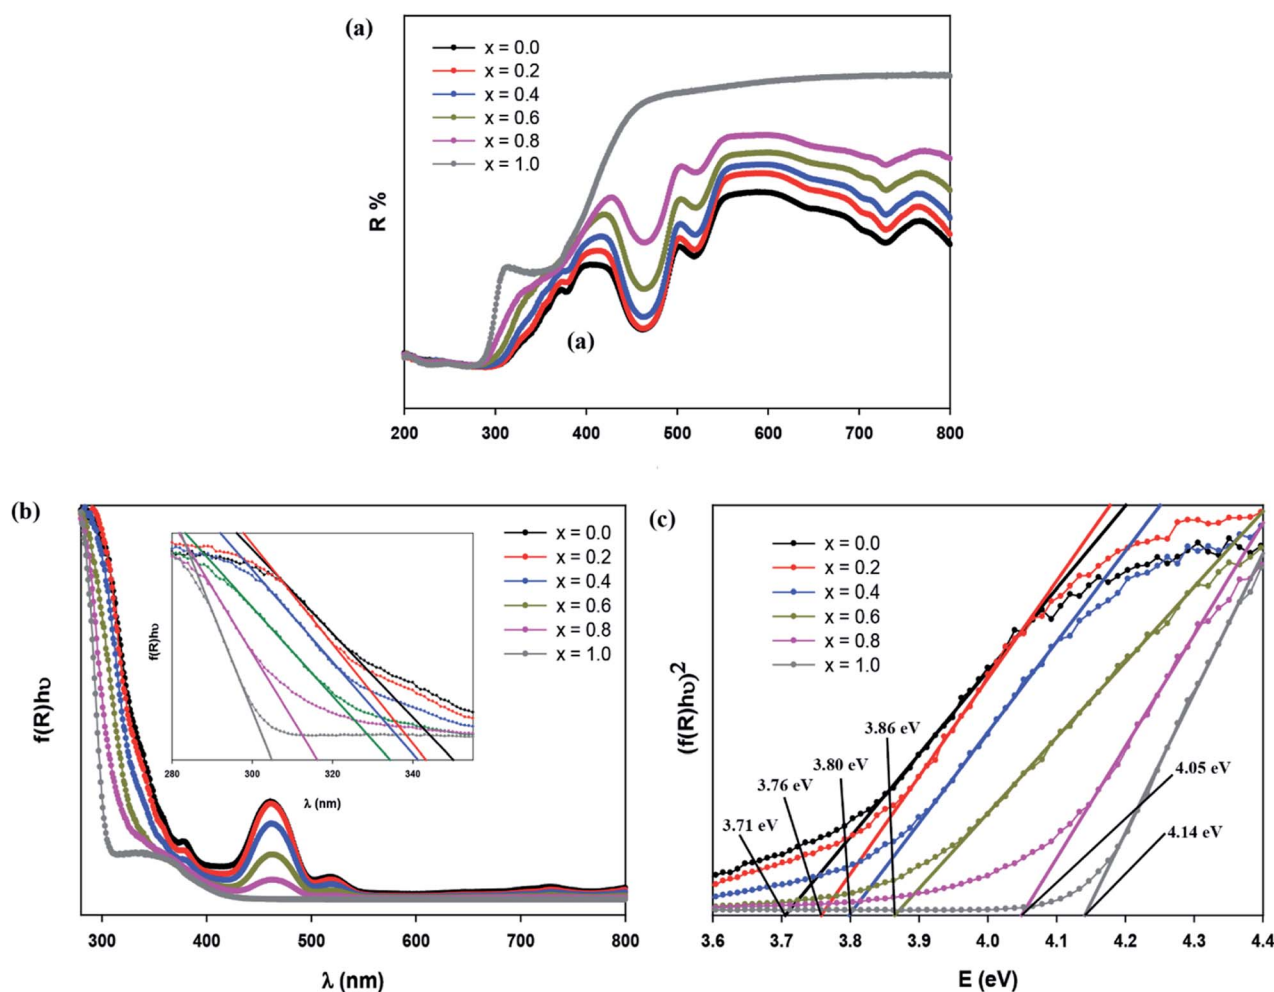 (a)
x = 0.0
x = 0.2
x = 0.4
x = 0.6
x = 0.8
x = 1.0
R %
(a)
200 300 400 500 600 700 800
(b)
x = 0.0
x = 0.2
x = 0.4
x = 0.6
x = 0.8
x = 1.0
f(R)hυ
f(R)hυ
280 300 320 340
λ (nm)
300 400 500 600 700 800
λ (nm)
(c)
x = 0.0
x = 0.2
x = 0.4
x = 0.6
x = 0.8
x = 1.0
(f(R)hυ)²
3.86 eV
3.80 eV
3.76 eV
3.71 eV
4.05 eV
4.14 eV
3.6 3.7 3.8 3.9 4.0 4.1 4.2 4.3 4.4
E (eV)